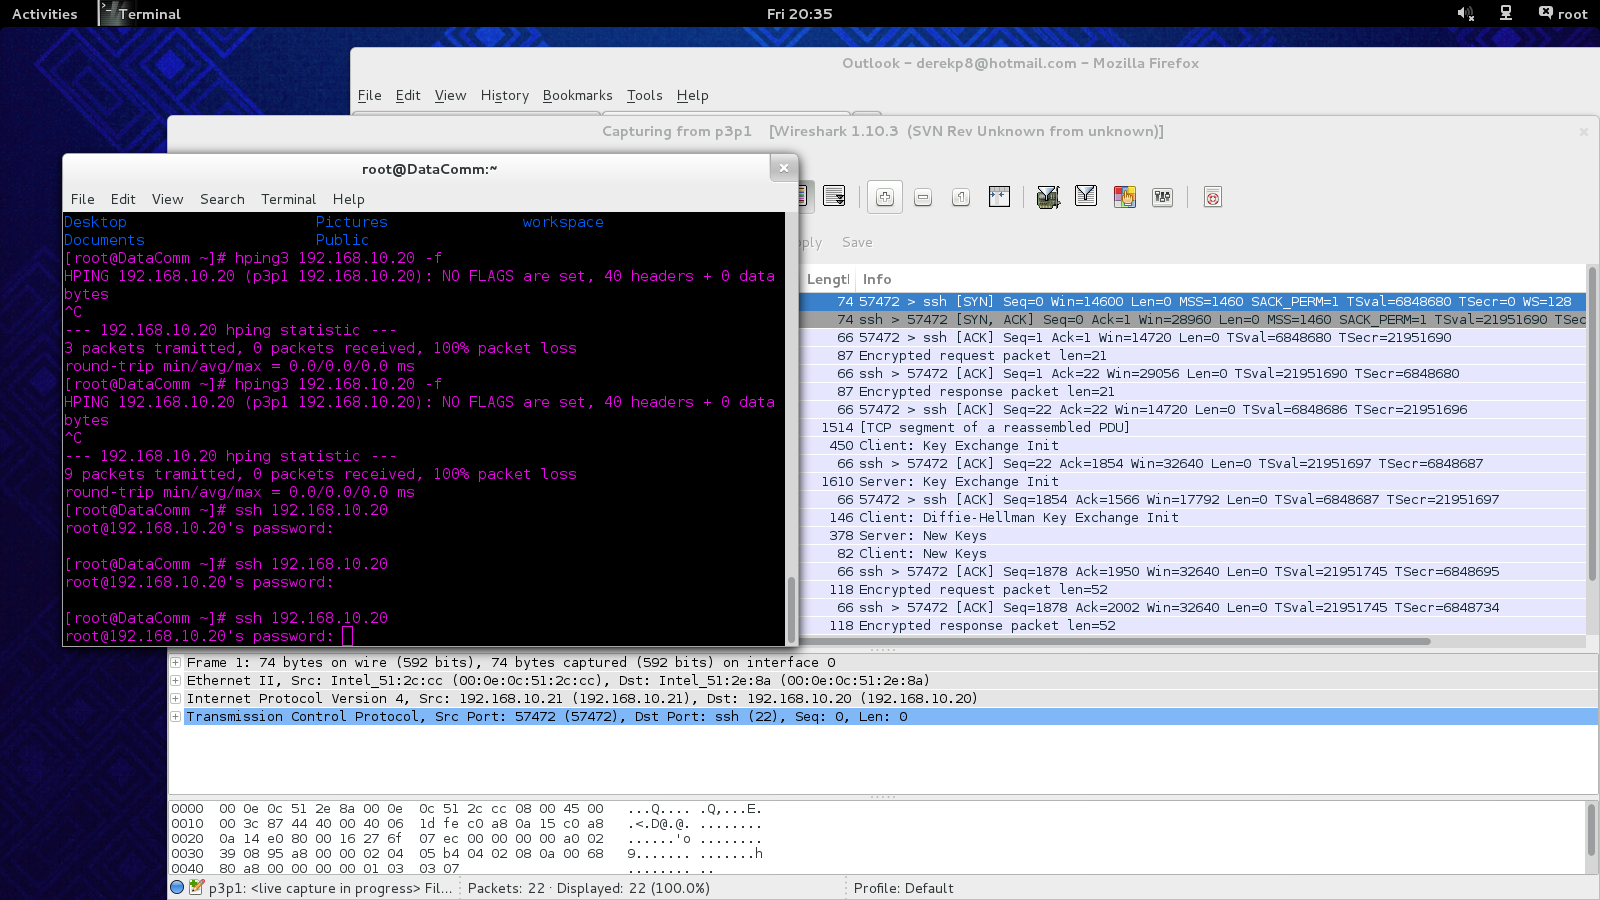 Activities Terminal Fri 20:35 root
Outlook - derekp8@hotmail.com - Mozilla Firefox
File Edit View History Bookmarks Tools Help
Capturing from p3p1 [Wireshark 1.10.3 (SVN Rev Unknown from unknown)]
root@DataComm:~
File Edit View Search Terminal Help
Desktop Pictures workspace
Documents Public
[root@DataComm ~]# hping3 192.168.10.20 -f
HPING 192.168.10.20 (p3p1 192.168.10.20): NO FLAGS are set, 40 headers + 0 data
bytes
^C
--- 192.168.10.20 hping statistic ---
3 packets tramitted, 0 packets received, 100% packet loss
round-trip min/avg/max = 0.0/0.0/0.0 ms
[root@DataComm ~]# hping3 192.168.10.20 -f
HPING 192.168.10.20 (p3p1 192.168.10.20): NO FLAGS are set, 40 headers + 0 data
bytes
^C
--- 192.168.10.20 hping statistic ---
9 packets tramitted, 0 packets received, 100% packet loss
round-trip min/avg/max = 0.0/0.0/0.0 ms
[root@DataComm ~]# ssh 192.168.10.20
root@192.168.10.20's password:
[root@DataComm ~]# ssh 192.168.10.20
root@192.168.10.20's password:
[root@DataComm ~]# ssh 192.168.10.20
root@192.168.10.20's password:
Save
Info
74 57472 > ssh [SYN] Seq=0 Win=14600 Len=0 MSS=1460 SACK_PERM=1 TSval=6848680 TSecr=0 WS=128
74 ssh > 57472 [SYN, ACK] Seq=0 Ack=1 Win=28960 Len=0 MSS=1460 SACK_PERM=1 TSval=21951690 TSec
66 57472 > ssh [ACK] Seq=1 Ack=1 Win=14720 Len=0 TSval=6848680 TSecr=21951690
87 Encrypted request packet len=21
66 ssh > 57472 [ACK] Seq=1 Ack=22 Win=29056 Len=0 TSval=21951690 TSecr=6848680
87 Encrypted response packet len=21
66 57472 > ssh [ACK] Seq=22 Ack=22 Win=14720 Len=0 TSval=6848686 TSecr=21951696
1514 [TCP segment of a reassembled PDU]
450 Client: Key Exchange Init
66 ssh > 57472 [ACK] Seq=22 Ack=1854 Win=32640 Len=0 TSval=21951697 TSecr=6848687
1610 Server: Key Exchange Init
66 57472 > ssh [ACK] Seq=1854 Ack=1566 Win=17792 Len=0 TSval=6848687 TSecr=21951697
146 Client: Diffie-Hellman Key Exchange Init
378 Server: New Keys
82 Client: New Keys
66 ssh > 57472 [ACK] Seq=1878 Ack=1950 Win=32640 Len=0 TSval=21951745 TSecr=6848695
118 Encrypted request packet len=52
66 ssh > 57472 [ACK] Seq=1878 Ack=2002 Win=32640 Len=0 TSval=21951745 TSecr=6848734
118 Encrypted response packet len=52
Frame 1: 74 bytes on wire (592 bits), 74 bytes captured (592 bits) on interface 0
Ethernet II, Src: Intel_51:2c:cc (00:0e:0c:51:2c:cc), Dst: Intel_51:2e:8a (00:0e:0c:51:2e:8a)
Internet Protocol Version 4, Src: 192.168.10.21 (192.168.10.21), Dst: 192.168.10.20 (192.168.10.20)
Transmission Control Protocol, Src Port: 57472 (57472), Dst Port: ssh (22), Seq: 0, Len: 0
0000 00 0e 0c 51 2e 8a 00 0e 0c 51 2c cc 08 00 45 00 ...Q.... .Q,...E.
0010 00 3c 87 44 40 00 40 06 1d fe c0 a8 0a 15 c0 a8 .<.D@.@. ........
0020 0a 14 e0 80 00 16 27 6f 07 ec 00 00 00 00 a0 02 ......'o ........
0030 39 08 95 a8 00 00 02 04 05 b4 04 02 08 0a 00 68 9....... .......h
0040 80 a8 00 00 00 00 01 03 03 07 ........ ..
p3p1: <live capture in progress> Fil... Packets: 22 · Displayed: 22 (100.0%) Profile: Default